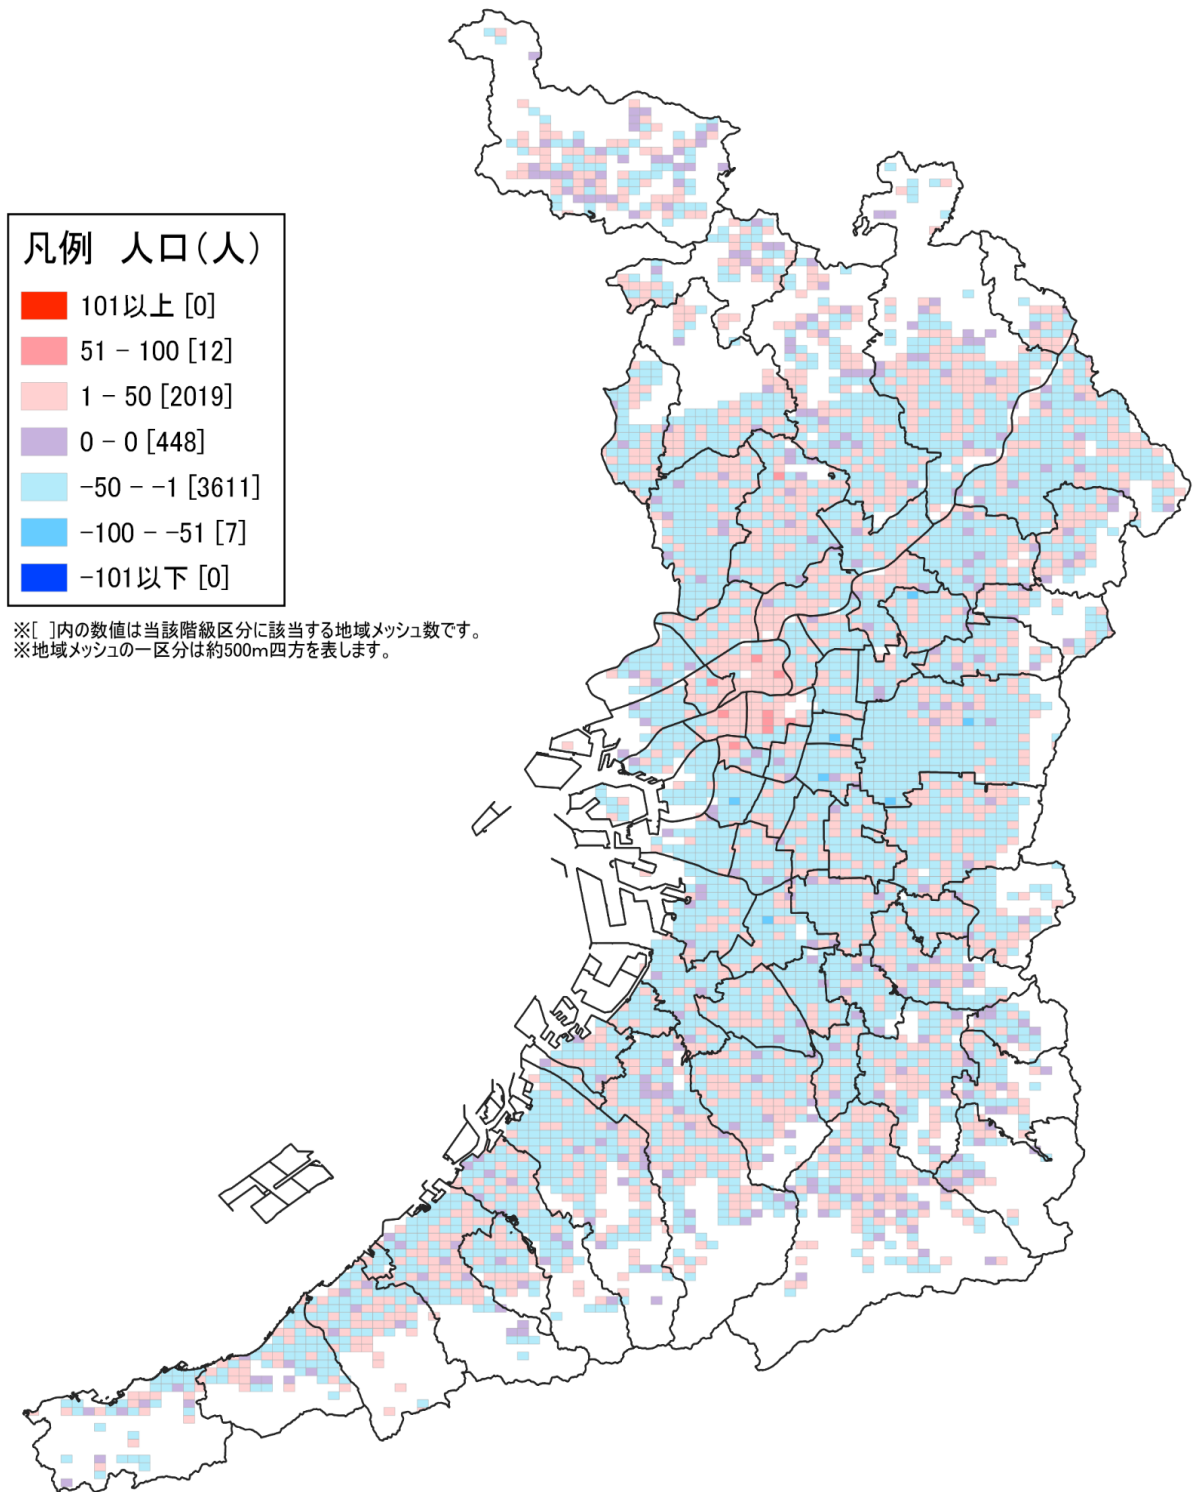 凡例　人口(人)
101以上 [0]
51 - 100 [12]
1 - 50 [2019]
0 - 0 [448]
-50 - -1 [3611]
-100 - -51 [7]
-101以下 [0]
※[ ]内の数値は当該階級区分に該当する地域メッシュ数です。
※地域メッシュの一区分は約500m四方を表します。